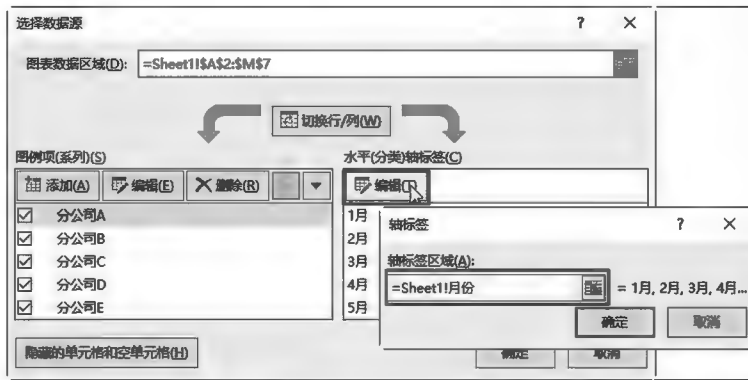 选择数据源 ? ×
图表数据区域(D): =Sheet1!$A$2:$M$7
切换行/列(W)
图例项(系列)(S) 水平(分类)轴标签(C)
添加(A) 编辑(E) 删除(R) 编辑(T)
分公司A 1月
分公司B 2月
分公司C 3月
分公司D 4月
分公司E 5月
轴标签 ? ×
轴标签区域(A):
=Sheet1!月份 = 1月, 2月, 3月, 4月...
确定 取消
隐藏的单元格和空单元格(H) 确定 取消